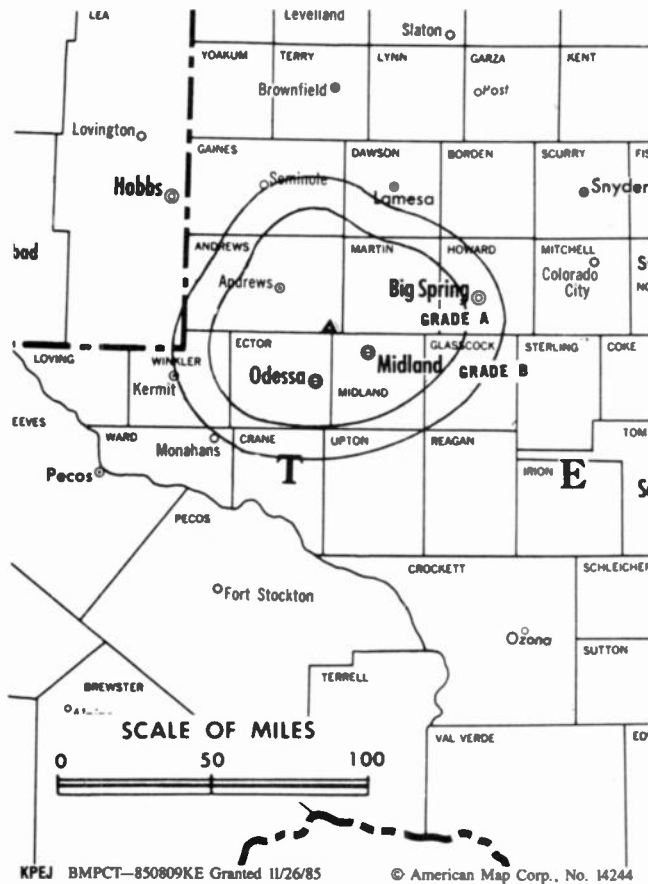 LEA
Levelland
Slaton
YOAKUM TERRY LYNN GARZA KENT
Brownfield Post
Lovington
GAINES DAWSON BORDEN SCURRY
Seminole
Hobbs Lamesa Snyder
ANDREWS MARTIN HOWARD MITCHELL
bad
Andrews Big Spring Colorado
City
GRADE A
LOVING WINKLER ECTOR GLASSCOCK STERLING COKE
Midland GRADE B
Kermit Odessa MIDLAND
EEVES WARD CRANE UPTON REAGAN TOM
Monahans
Pecos T IRION E
PECOS
CROCKETT SCHLEICHER
Fort Stockton
Ozona
SUTTON
TERRELL
BREWSTER
SCALE OF MILES
VAL VERDE ED
0 50 100
KPEJ BMPCT—850809KE Granted 11/26/85 © American Map Corp., No. 14244